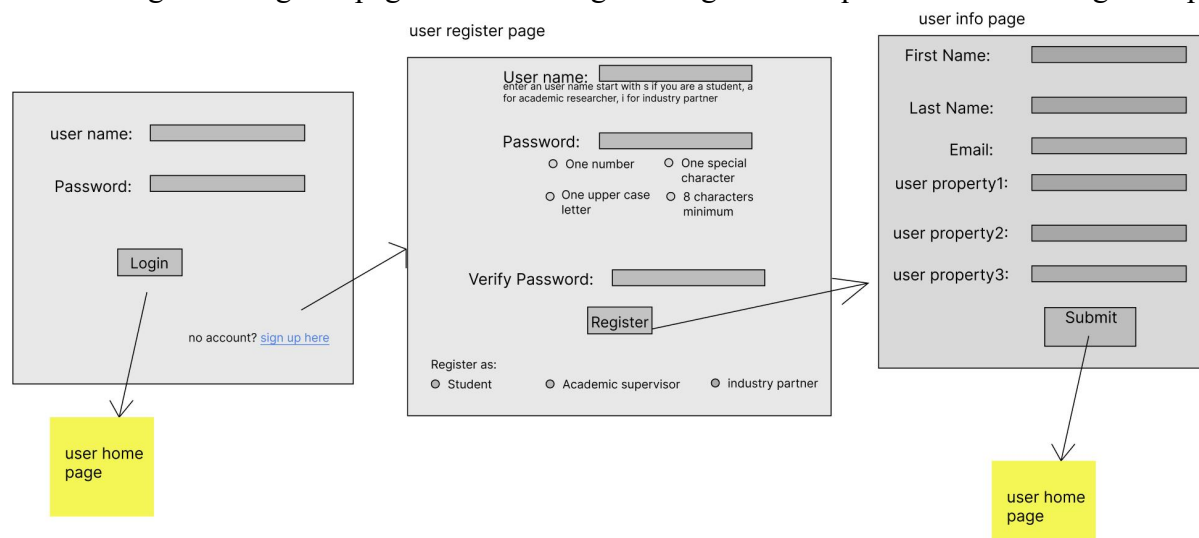 user register page
user info page
user name:
Password:
Login
no account? sign up here
user home
page
User name:
enter an user name start with s if you are a student, a
for academic researcher, i for industry partner
Password:
One number
One special
character
One upper case
letter
8 characters
minimum
Verify Password:
Register
Register as:
Student
Academic supervisor
industry partner
First Name:
Last Name:
Email:
user property1:
user property2:
user property3:
Submit
user home
page